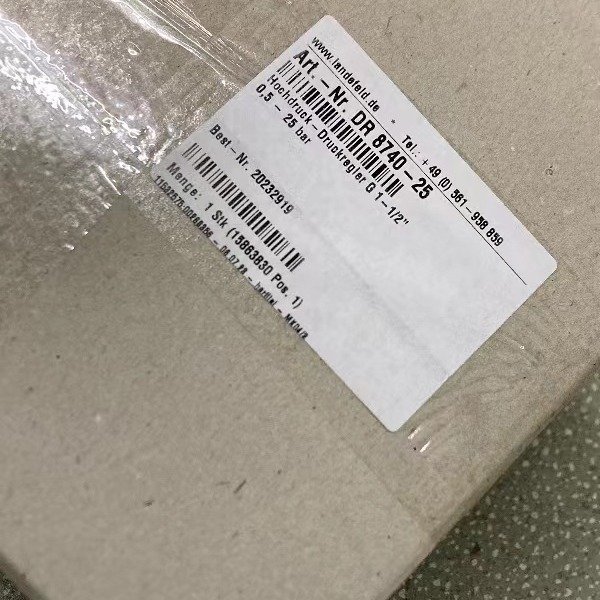 www.landefeld.de * Tel.: +49 (0) 561-958 859
Art.-Nr. DR 8740-25
Hochdruck-Druckregler G 1-1/2"
0,5 - 25 bar
Best-Nr. 20232919
Menge: 1 Stk (T5863830 Pos. 1)